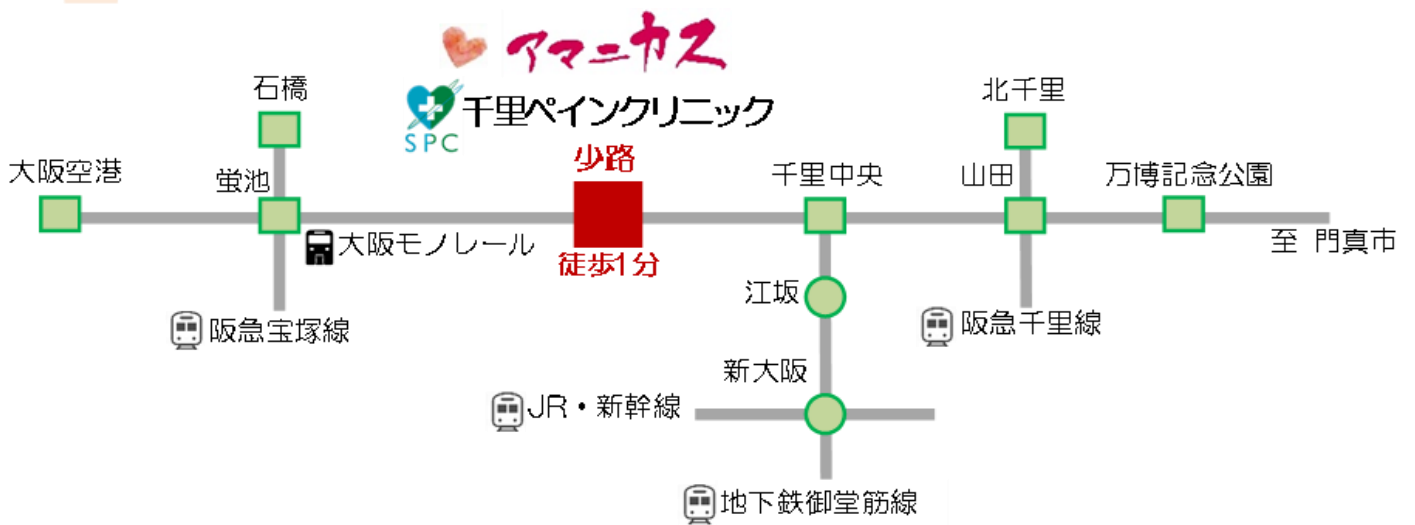 アマニカス
千里ペインクリニック
SPC
石橋
北千里
少路
大阪空港
蛍池
千里中央
山田
万博記念公園
大阪モノレール
徒歩1分
至 門真市
江坂
阪急宝塚線
阪急千里線
新大阪
JR・新幹線
地下鉄御堂筋線